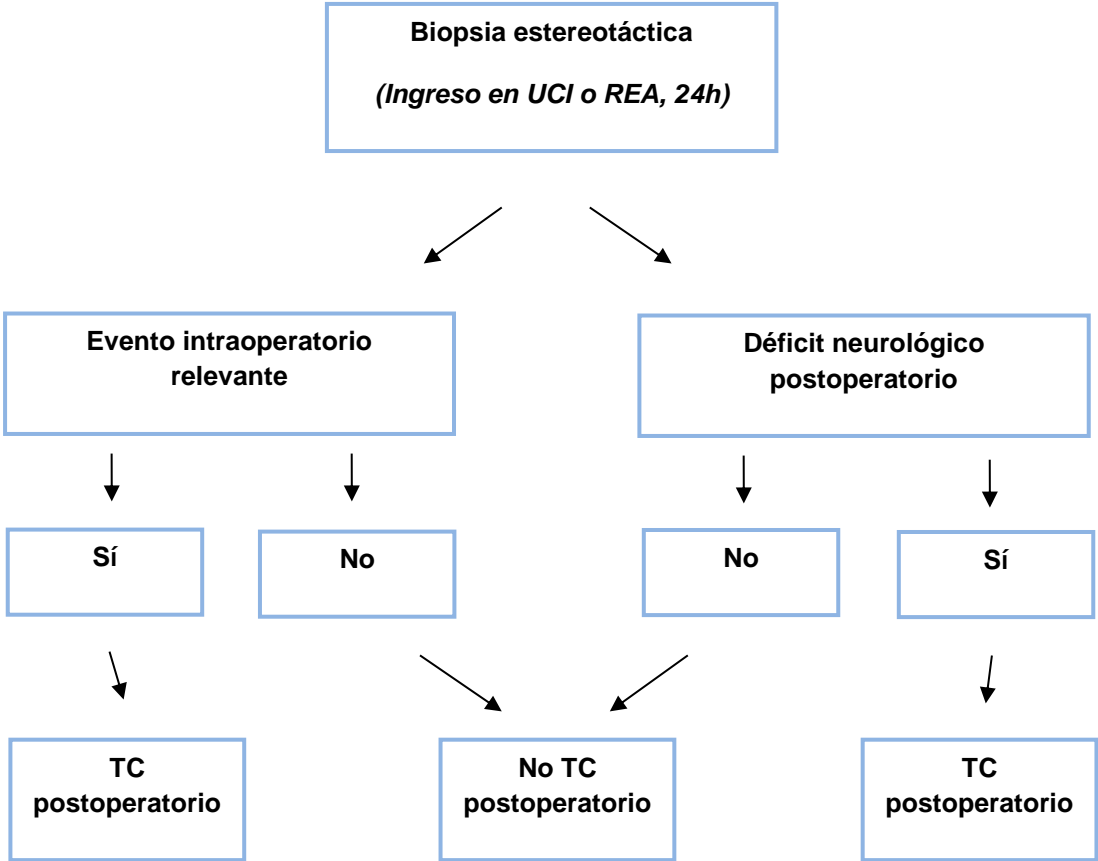 Biopsia estereotáctica
(Ingreso en UCI o REA, 24h)
Evento intraoperatorio
relevante
Déficit neurológico
postoperatorio
Sí
No
No
Sí
TC
postoperatorio
No TC
postoperatorio
TC
postoperatorio